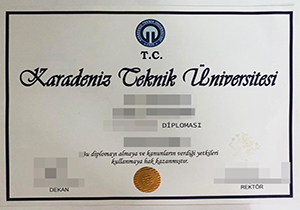 T.C.
Karadeniz Teknik Üniversitesi
DİPLOMASI
bu diplomayı almaya ve kanunların verdiği yetkileri
kullanmaya hak kazanmıştır.
DEKAN
REKTÖR